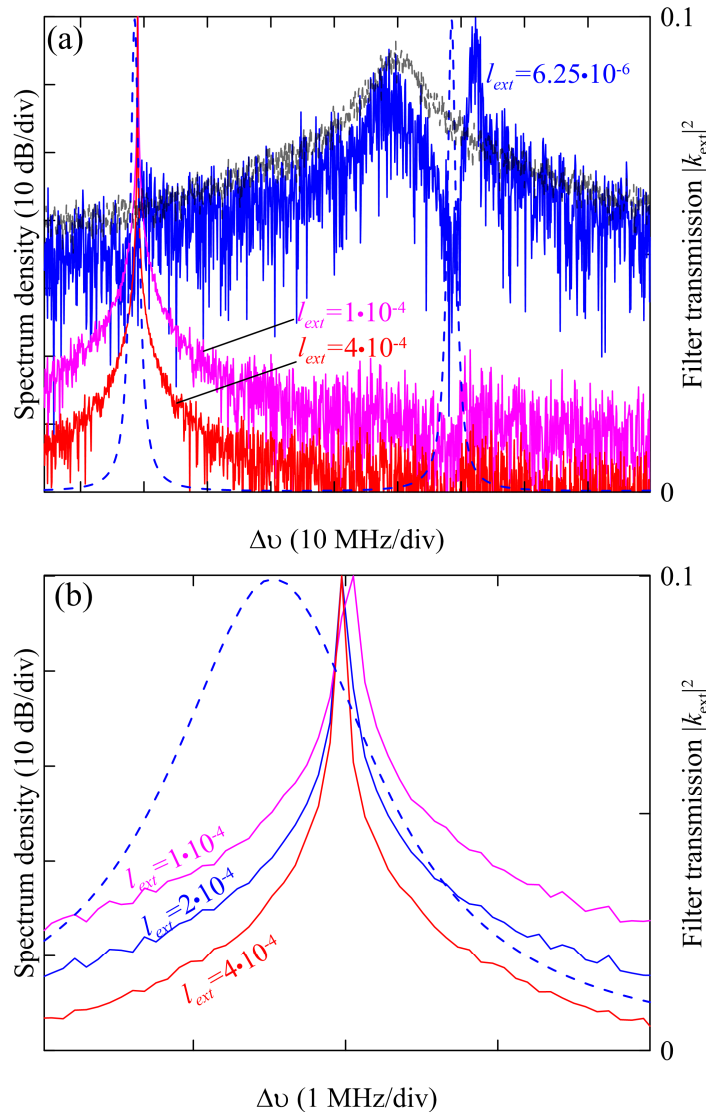 (a)
0.1
l_ext=6.25•10^-6
Spectrum density (10 dB/div)
l_ext=1•10^-4
l_ext=4•10^-4
Filter transmission |k_ext|^2
0
Δυ (10 MHz/div)
(b)
0.1
Spectrum density (10 dB/div)
l_ext=1•10^-4
l_ext=2•10^-4
l_ext=4•10^-4
Filter transmission |k_ext|^2
0
Δυ (1 MHz/div)